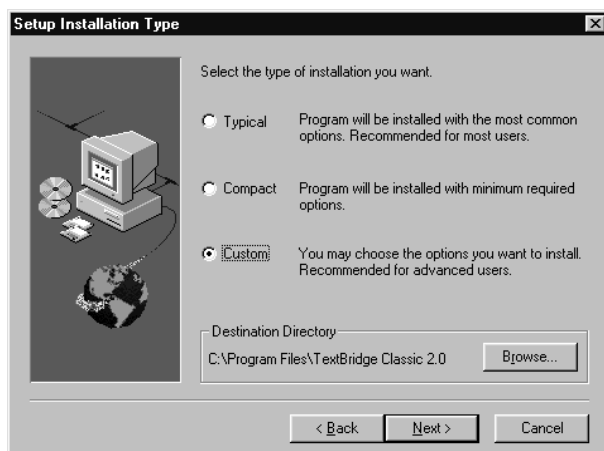 Setup Installation Type
Select the type of installation you want.
Typical
Program will be installed with the most common
options. Recommended for most users.
Compact
Program will be installed with minimum required
options.
Custom
You may choose the options you want to install.
Recommended for advanced users.
Destination Directory
C:\Program Files\TextBridge Classic 2.0
Browse...
< Back
Next >
Cancel